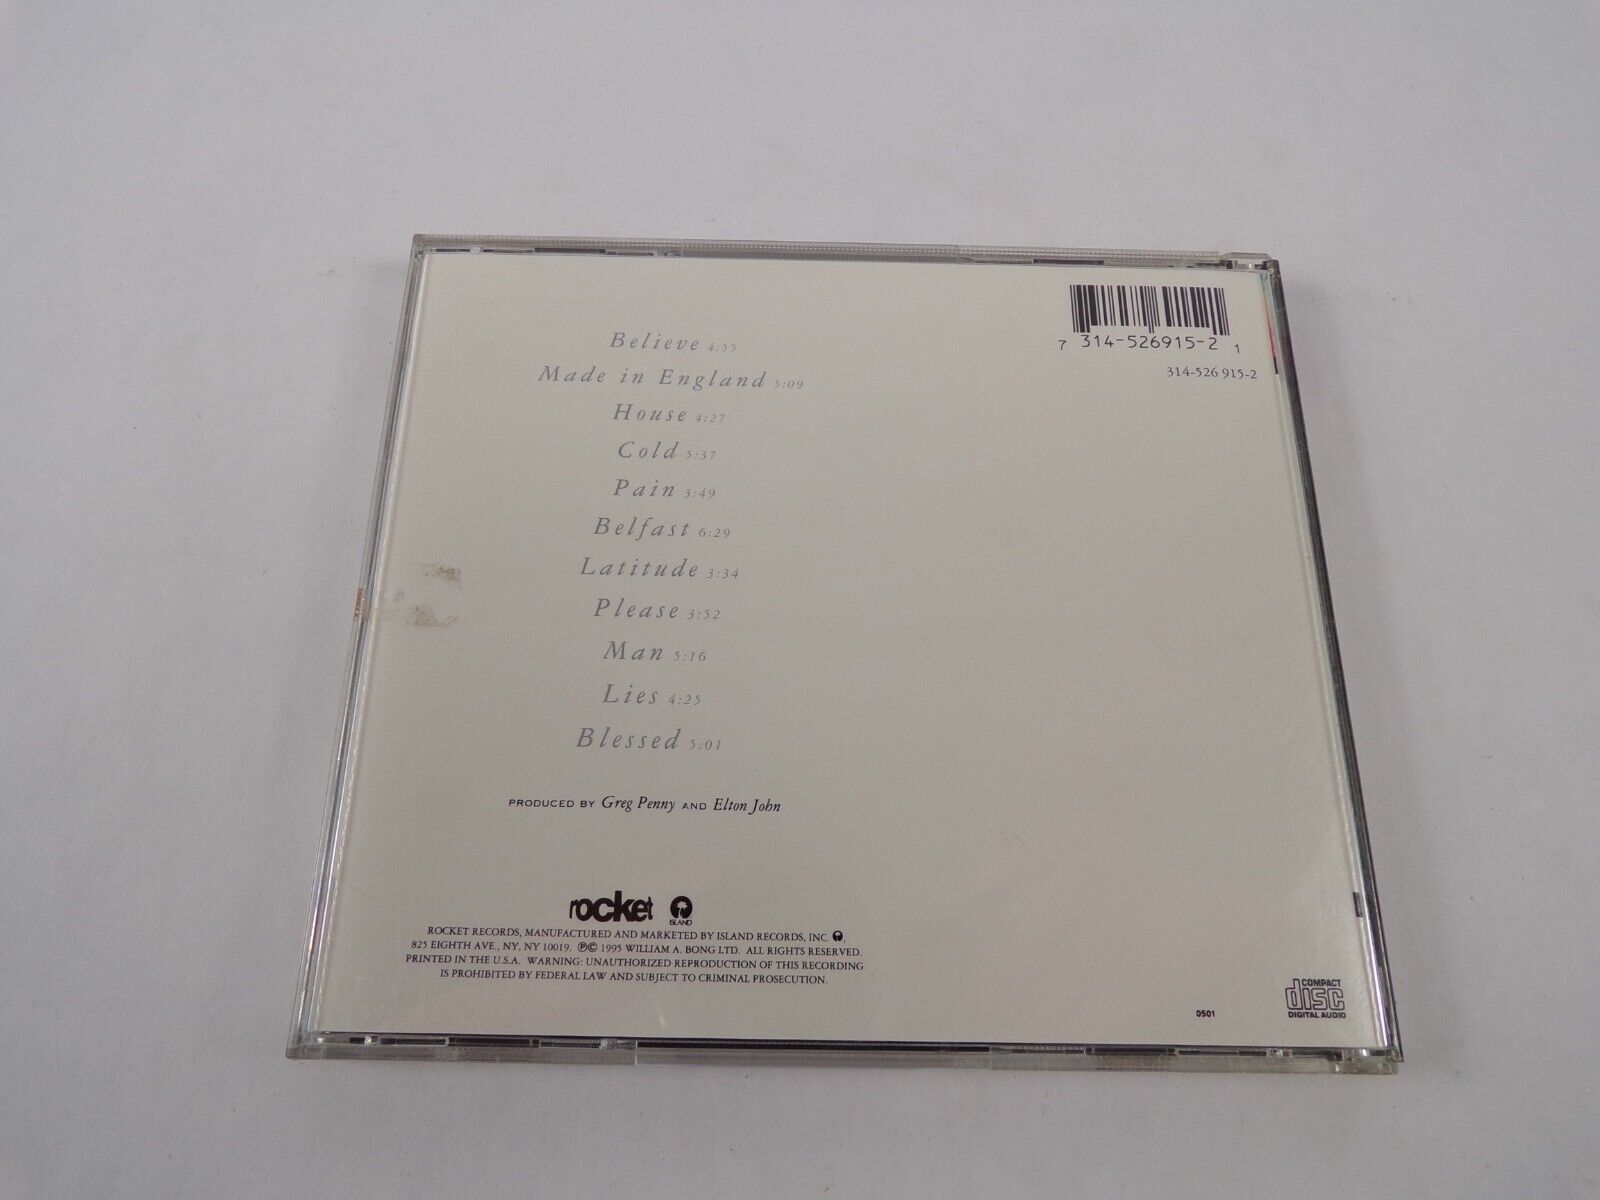 7 314-526915-2 1
314-526 915-2
Believe 4:55
Made in England 5:09
House 4:27
Cold 5:37
Pain 3:49
Belfast 6:29
Latitude 3:34
Please 3:52
Man 5:16
Lies 4:25
Blessed 5:01
PRODUCED BY Greg Penny AND Elton John
rocket ISLAND
ROCKET RECORDS, MANUFACTURED AND MARKETED BY ISLAND RECORDS, INC. ,
825 EIGHTH AVE., NY, NY 10019. ℗© 1995 WILLIAM A. BONG LTD. ALL RIGHTS RESERVED.
PRINTED IN THE U.S.A. WARNING: UNAUTHORIZED REPRODUCTION OF THIS RECORDING
IS PROHIBITED BY FEDERAL LAW AND SUBJECT TO CRIMINAL PROSECUTION.
0S01
COMPACT
disc
DIGITAL AUDIO